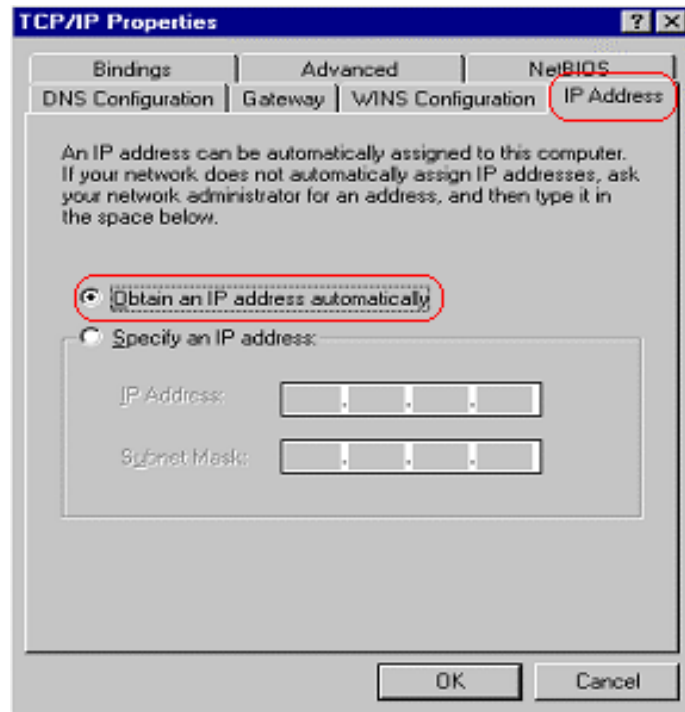 TCP/IP Properties
Bindings Advanced NetBIOS
DNS Configuration Gateway WINS Configuration IP Address
An IP address can be automatically assigned to this computer.
If your network does not automatically assign IP addresses, ask
your network administrator for an address, and then type it in
the space below.
Obtain an IP address automatically
Specify an IP address:
IP Address:
Subnet Mask:
OK Cancel